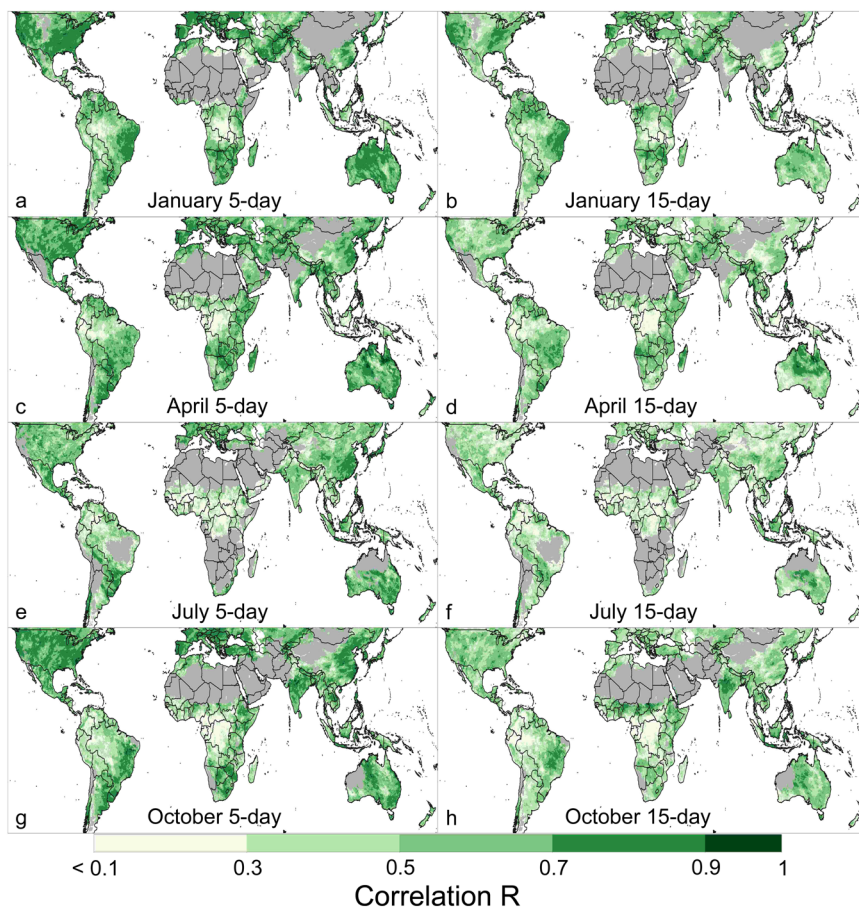 a January 5-day
b January 15-day
c April 5-day
d April 15-day
e July 5-day
f July 15-day
g October 5-day
h October 15-day
< 0.1 0.3 0.5 0.7 0.9 1
Correlation R